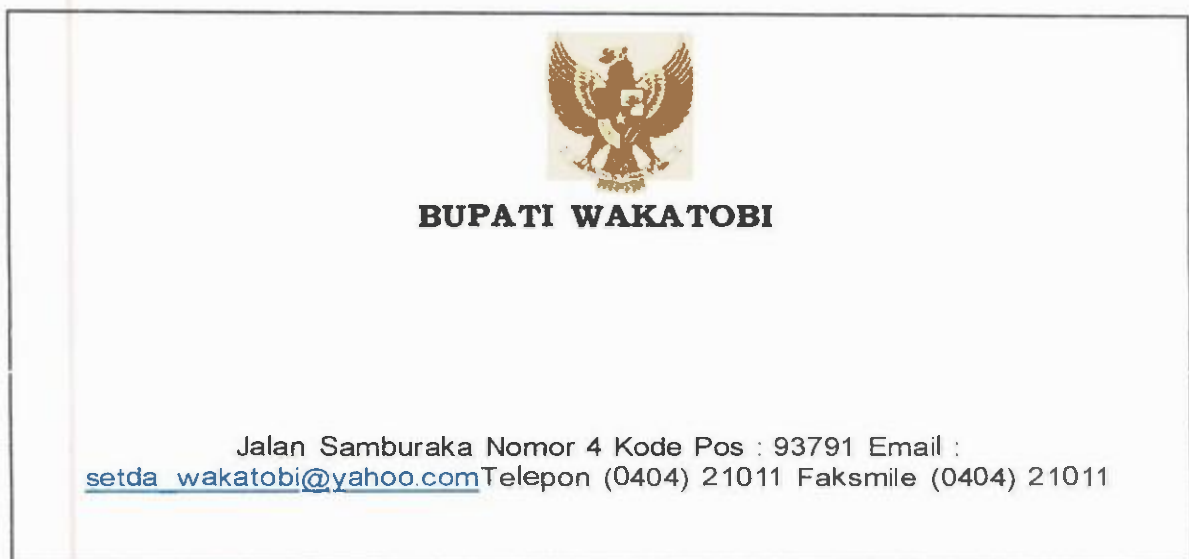 BUPATI WAKATOBI
Jalan Samburaka Nomor 4 Kode Pos : 93791 Email :
setda_wakatobi@yahoo.comTelepon (0404) 21011 Faksmile (0404) 21011